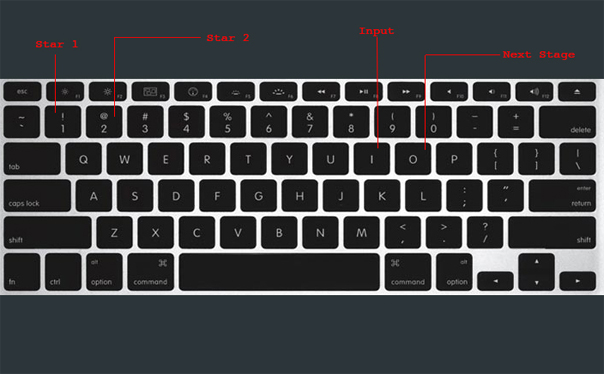 Star 1
Star 2
Input
Next Stage
esc F1 F2 F3 F4 F5 F6 F7 F8 F9 F10 F11 F12
~ ! @ # $ % ^ & * ( ) - +
` 1 2 3 4 5 6 7 8 9 0 - = delete
tab Q W E R T Y U I O P { [ } ] | \
caps lock A S D F G H J K L : ; " ' enter return
shift Z X C V B N M < , > . ? / shift
fn ctrl alt option ⌘ command ⌘ command alt option ◄ ▲ ▼ ►